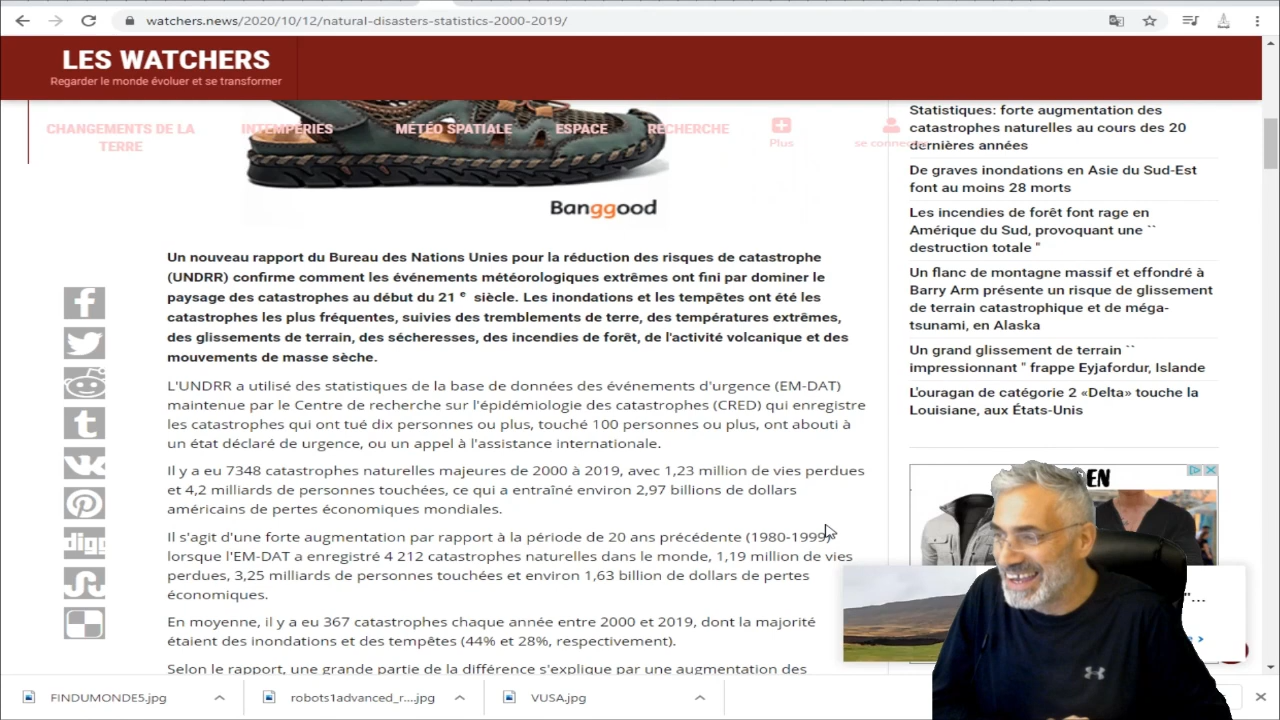 watchers.news/2020/10/12/natural-disasters-statistics-2000-2019/
LES WATCHERS
Regarder le monde évoluer et se transformer
CHANGEMENTS DE LA
TERRE
INTEMPÉRIES
MÉTÉO SPATIALE
ESPACE
RECHERCHE
Plus
Banggood
Un nouveau rapport du Bureau des Nations Unies pour la réduction des risques de catastrophe
(UNDRR) confirme comment les événements météorologiques extrêmes ont fini par dominer le
paysage des catastrophes au début du 21 e siècle. Les inondations et les tempêtes ont été les
catastrophes les plus fréquentes, suivies des tremblements de terre, des températures extrêmes,
des glissements de terrain, des sécheresses, des incendies de forêt, de l'activité volcanique et des
mouvements de masse sèche.
L'UNDRR a utilisé des statistiques de la base de données des événements d'urgence (EM-DAT)
maintenue par le Centre de recherche sur l'épidémiologie des catastrophes (CRED) qui enregistre
les catastrophes qui ont tué dix personnes ou plus, touché 100 personnes ou plus, ont abouti à
un état déclaré de urgence, ou un appel à l'assistance internationale.
Il y a eu 7348 catastrophes naturelles majeures de 2000 à 2019, avec 1,23 million de vies perdues
et 4,2 milliards de personnes touchées, ce qui a entraîné environ 2,97 billions de dollars
américains de pertes économiques mondiales.
Il s'agit d'une forte augmentation par rapport à la période de 20 ans précédente (1980-1999)
lorsque l'EM-DAT a enregistré 4 212 catastrophes naturelles dans le monde, 1,19 million de vies
perdues, 3,25 milliards de personnes touchées et environ 1,63 billion de dollars de pertes
économiques.
En moyenne, il y a eu 367 catastrophes chaque année entre 2000 et 2019, dont la majorité
étaient des inondations et des tempêtes (44% et 28%, respectivement).
Selon le rapport, une grande partie de la différence s'explique par une augmentation des
Statistiques: forte augmentation des
catastrophes naturelles au cours des 20
dernières années
De graves inondations en Asie du Sud-Est
font au moins 28 morts
Les incendies de forêt font rage en
Amérique du Sud, provoquant une ``
destruction totale "
Un flanc de montagne massif et effondré à
Barry Arm présente un risque de glissement
de terrain catastrophique et de méga-
tsunami, en Alaska
Un grand glissement de terrain ``
impressionnant " frappe Eyjafordur, Islande
L'ouragan de catégorie 2 «Delta» touche la
Louisiane, aux États-Unis
EN
digg
FINDUMONDE5.jpg
robots1advanced_r....jpg
VUSA.jpg